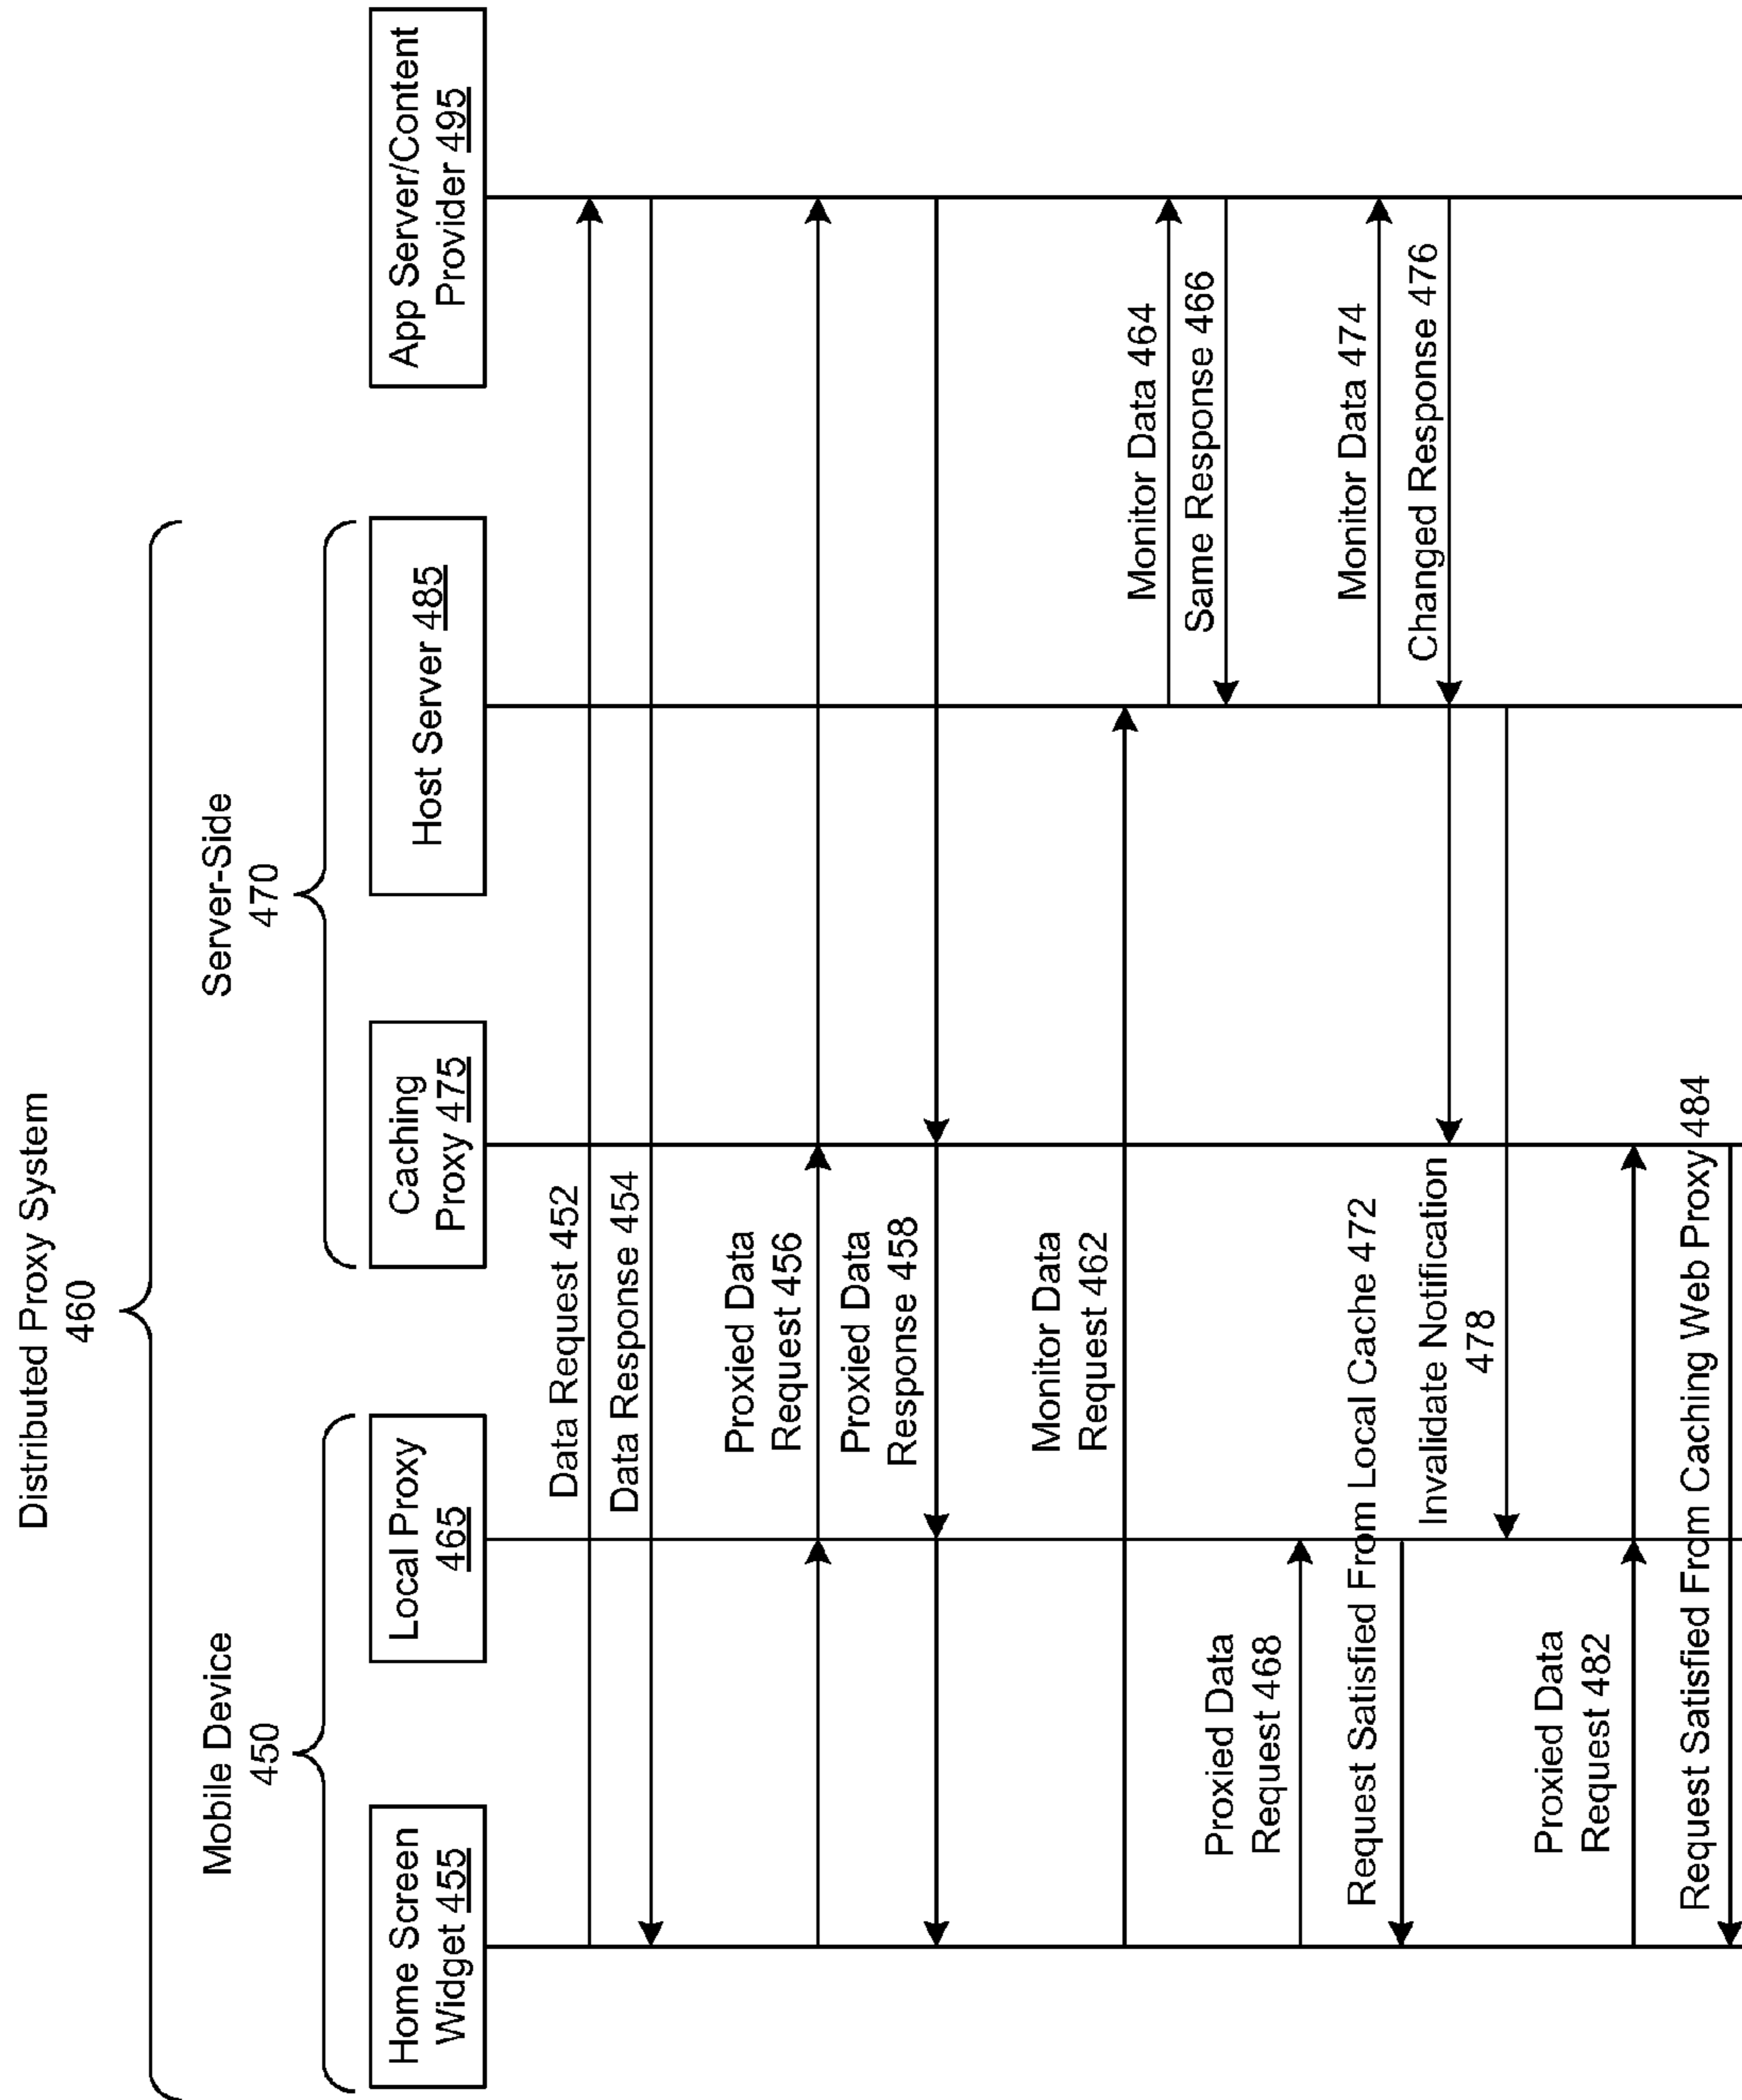 Distributed Proxy System
460
Mobile Device
450
Server-Side
470
Home Screen
Widget 455
Local Proxy
465
Caching
Proxy 475
Host Server 485
App Server/Content
Provider 495
Data Request 452
Data Response 454
Proxied Data
Request 456
Proxied Data
Response 458
Monitor Data
Request 462
Monitor Data 464
Same Response 466
Proxied Data
Request 468
Request Satisfied From Local Cache 472
Monitor Data 474
Changed Response 476
Invalidate Notification
478
Proxied Data
Request 482
Request Satisfied From Caching Web Proxy 484